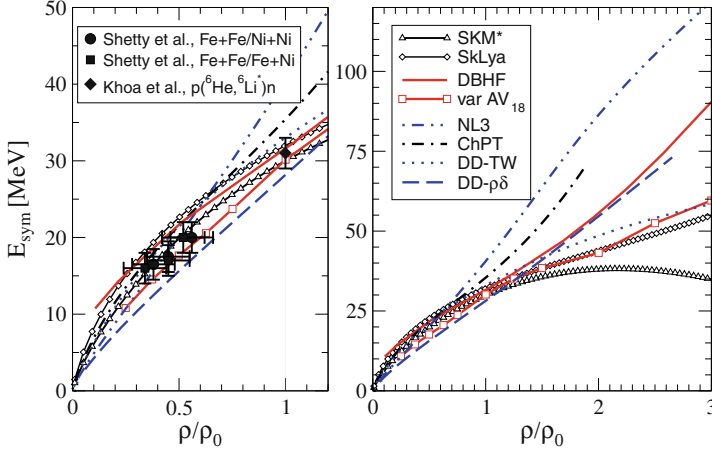 Shetty et al., Fe+Fe/Ni+Ni
Shetty et al., Fe+Fe/Fe+Ni
Khoa et al., p(⁶He,⁶Li*)n
SKM*
SkLya
DBHF
var AV₁₈
NL3
ChPT
DD-TW
DD-ρδ
E_sym [MeV]
50
40
30
20
10
0
0 0.5 1
ρ/ρ₀
100
75
50
25
0
0 1 2 3
ρ/ρ₀